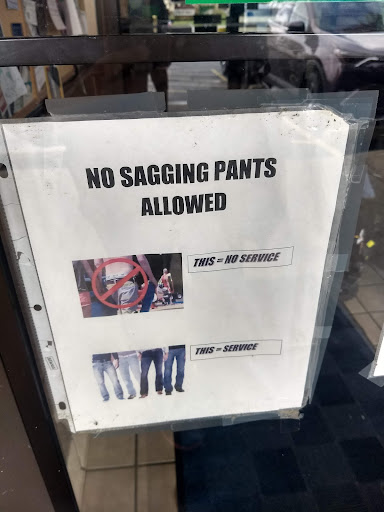 NO SAGGING PANTS
ALLOWED
THIS = NO SERVICE
THIS = SERVICE